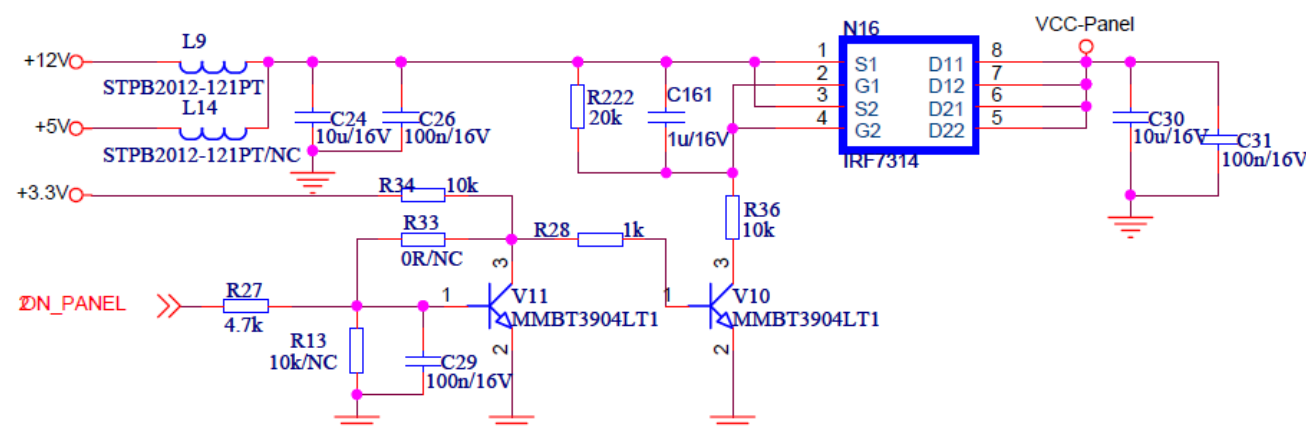 N16
VCC-Panel
L9
+12V
STPB2012-121PT
L14
+5V
STPB2012-121PT/NC
C24
10u/16V
C26
100n/16V
R222
20k
C161
1u/16V
1
2
3
4
S1
G1
S2
G2
D11
D12
D21
D22
8
7
6
5
IRF7314
C30
10u/16V
C31
100n/16V
+3.3V
R34
10k
R33
0R/NC
R28
1k
R36
10k
ON_PANEL
R27
4.7k
R13
10k/NC
C29
100n/16V
1
3
V11
MMBT3904LT1
2
1
3
V10
MMBT3904LT1
2